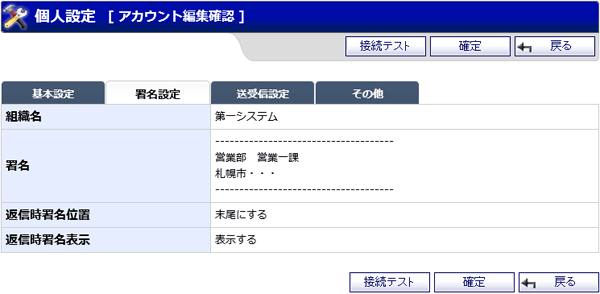 個人設定 [ アカウント編集確認 ]
接続テスト 確定 戻る
基本設定 署名設定 送受信設定 その他
組織名 第一システム
署名
-------------------------------------
営業部　営業一課
札幌市・・・
-------------------------------------
返信時署名位置 末尾にする
返信時署名表示 表示する
接続テスト 確定 戻る